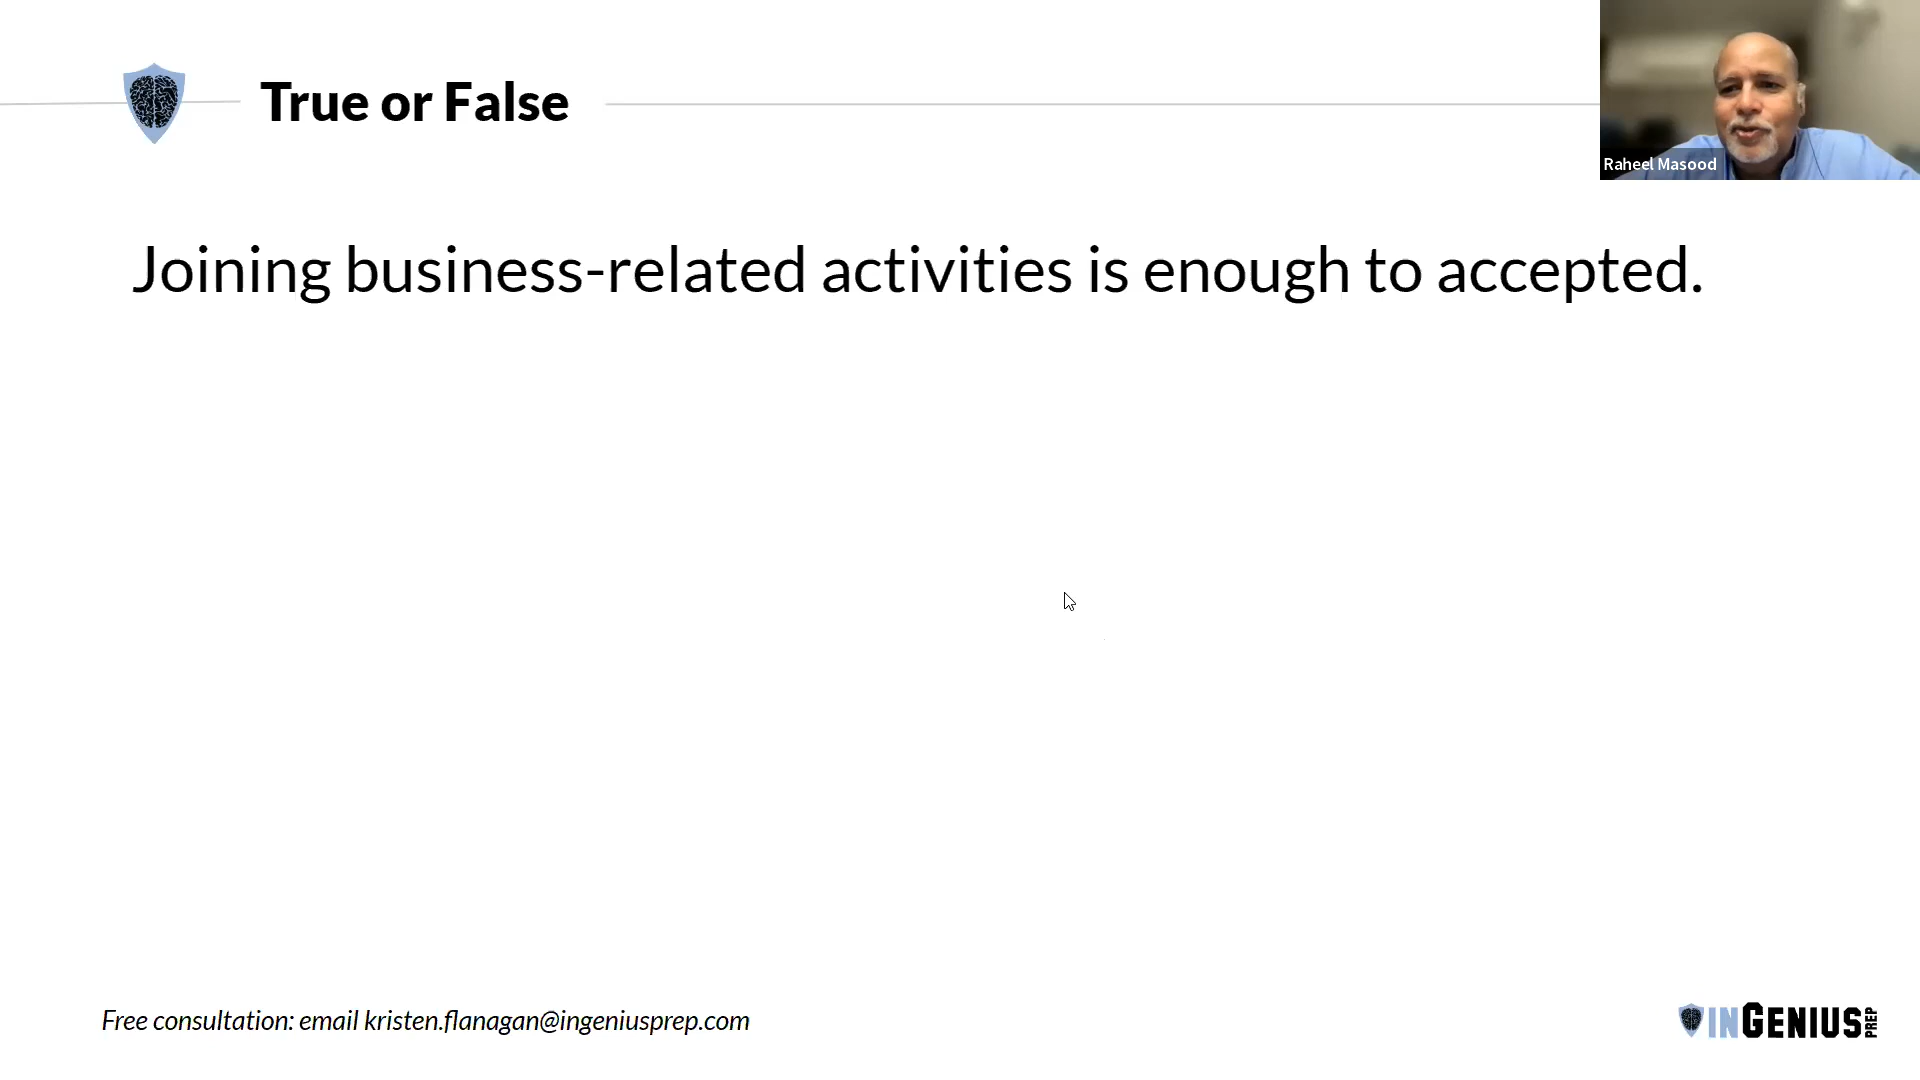 True or False
Raheel Masood
Joining business-related activities is enough to accepted.
Free consultation: email kristen.flanagan@ingeniusprep.com
INGENIUS PREP